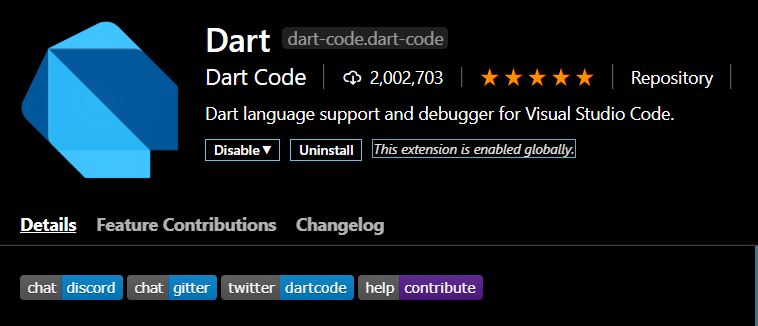 Dart dart-code.dart-code
Dart Code 2,002,703 Repository
Dart language support and debugger for Visual Studio Code.
Disable Uninstall This extension is enabled globally.
Details Feature Contributions Changelog
chat discord chat gitter twitter dartcode help contribute